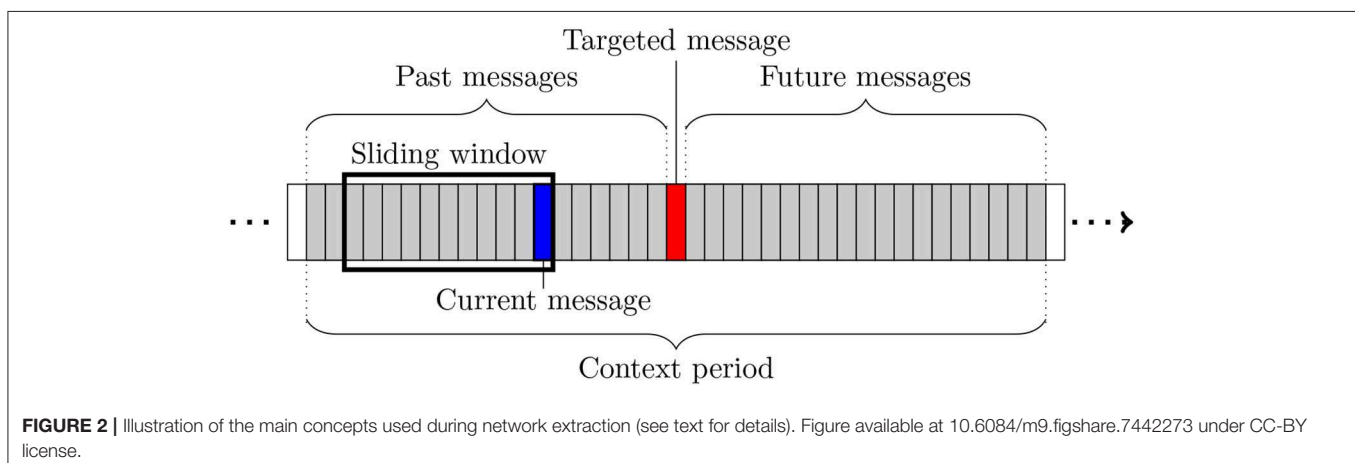 Targeted message
Past messages
Future messages
Sliding window
Current message
Context period
FIGURE 2 | Illustration of the main concepts used during network extraction (see text for details). Figure available at 10.6084/m9.figshare.7442273 under CC-BY
license.